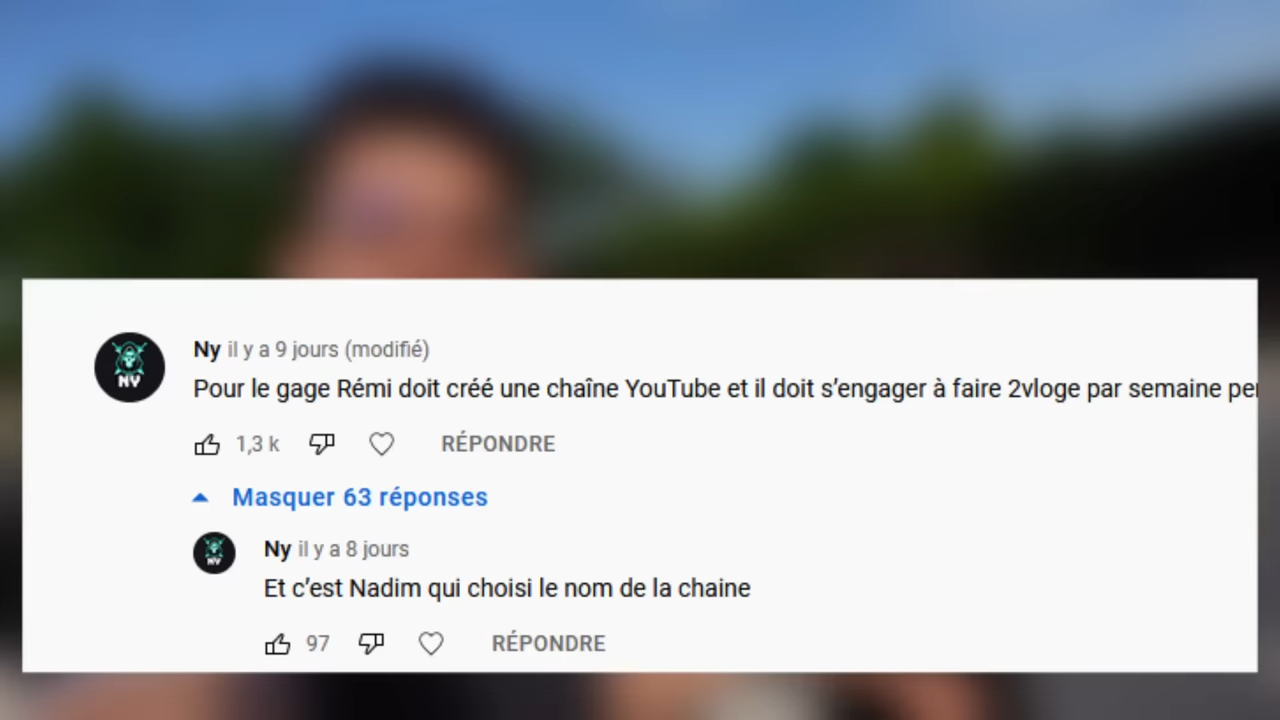 NY
Ny il y a 9 jours (modifié)
Pour le gage Rémi doit créé une chaîne YouTube et il doit s’engager à faire 2vloge par semaine
1,3 k RÉPONDRE
Masquer 63 réponses
NY
Ny il y a 8 jours
Et c’est Nadim qui choisi le nom de la chaine
97 RÉPONDRE